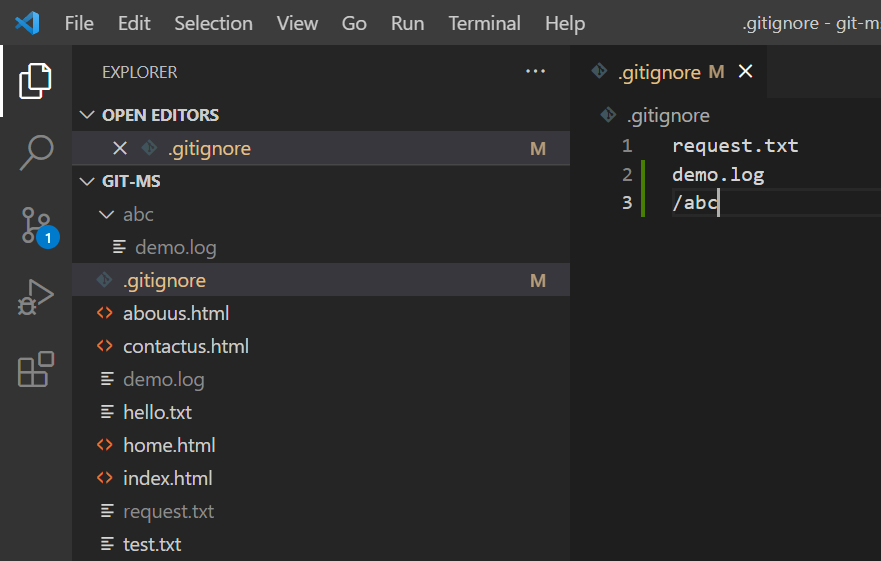 File Edit Selection View Go Run Terminal Help .gitignore - git-m
EXPLORER ...
OPEN EDITORS
.gitignore M
GIT-MS
abc
demo.log
.gitignore M
abouus.html
contactus.html
demo.log
hello.txt
home.html
index.html
request.txt
test.txt
1
.gitignore M
.gitignore
1 request.txt
2 demo.log
3 /abc